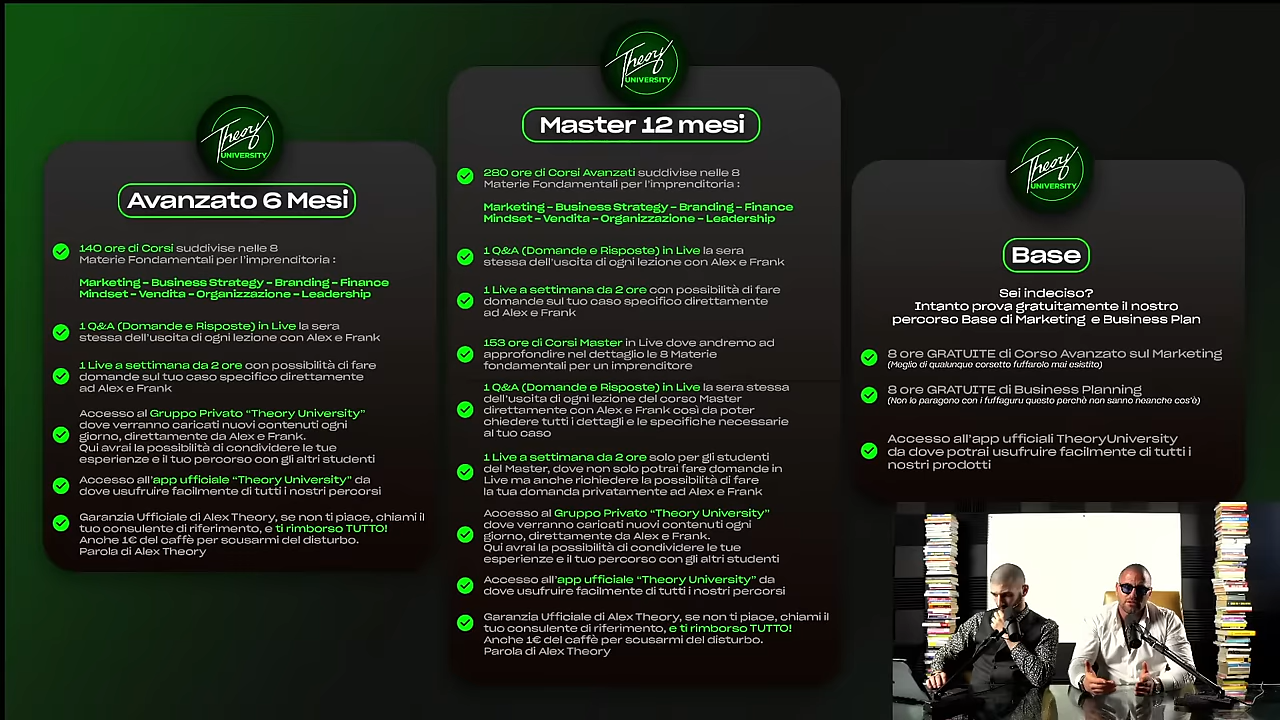 Theory
UNIVERSITY
Avanzato 6 Mesi
140 ore di Corsi suddivise nelle 8
Materie Fondamentali per l'imprenditoria :
Marketing - Business Strategy - Branding - Finance
Mindset - Vendita - Organizzazione - Leadership
1 Q&A (Domande e Risposte) in Live la sera
stessa dell'uscita di ogni lezione con Alex e Frank
1 Live a settimana da 2 ore con possibilità di fare
domande sul tuo caso specifico direttamente
ad Alex e Frank
Accesso al Gruppo Privato "Theory University"
dove verranno caricati nuovi contenuti ogni
giorno, direttamente da Alex e Frank.
Qui avrai la possibilità di condividere le tue
esperienze e il tuo percorso con gli altri studenti
Accesso all'app ufficiale "Theory University" da
dove usufruire facilmente di tutti i nostri percorsi
Garanzia Ufficiale di Alex Theory, se non ti piace, chiami il
tuo consulente di riferimento, e ti rimborso TUTTO!
Anche 1€ del caffè per scusarmi del disturbo.
Parola di Alex Theory
Theory
UNIVERSITY
Master 12 mesi
280 ore di Corsi Avanzati suddivise nelle 8
Materie Fondamentali per l'imprenditoria :
Marketing - Business Strategy - Branding - Finance
Mindset - Vendita - Organizzazione - Leadership
1 Q&A (Domande e Risposte) in Live la sera
stessa dell'uscita di ogni lezione con Alex e Frank
1 Live a settimana da 2 ore con possibilità di fare
domande sul tuo caso specifico direttamente
ad Alex e Frank
153 ore di Corsi Master in Live dove andremo ad
approfondire nel dettaglio le 8 Materie
fondamentali per un imprenditore
1 Q&A (Domande e Risposte) in Live la sera stessa
dell'uscita di ogni lezione del corso Master
direttamente con Alex e Frank così da poter
chiedere tutti i dettagli e le specifiche necessarie
al tuo caso
1 Live a settimana da 2 ore solo per gli studenti
del Master, dove non solo potrai fare domande in
Live ma anche richiedere la possibilità di fare
la tua domanda privatamente ad Alex e Frank
Accesso al Gruppo Privato "Theory University"
dove verranno caricati nuovi contenuti ogni
giorno, direttamente da Alex e Frank.
Qui avrai la possibilità di condividere le tue
esperienze e il tuo percorso con gli altri studenti
Accesso all'app ufficiale "Theory University" da
dove usufruire facilmente di tutti i nostri percorsi
Garanzia Ufficiale di Alex Theory, se non ti piace, chiami il
tuo consulente di riferimento, e ti rimborso TUTTO!
Anche 1€ del caffè per scusarmi del disturbo.
Parola di Alex Theory
Theory
UNIVERSITY
Base
Sei indeciso?
Intanto prova gratuitamente il nostro
percorso Base di Marketing e Business Plan
8 ore GRATUITE di Corso Avanzato sul Marketing
(Meglio di qualunque corsetto fuffarolo mai esistito)
8 ore GRATUITE di Business Planning
(Non lo paragono con i fuffaguru questo perchè non sanno neanche cos'è)
Accesso all'app ufficiali TheoryUniversity
da dove potrai usufruire facilmente di tutti i
nostri prodotti